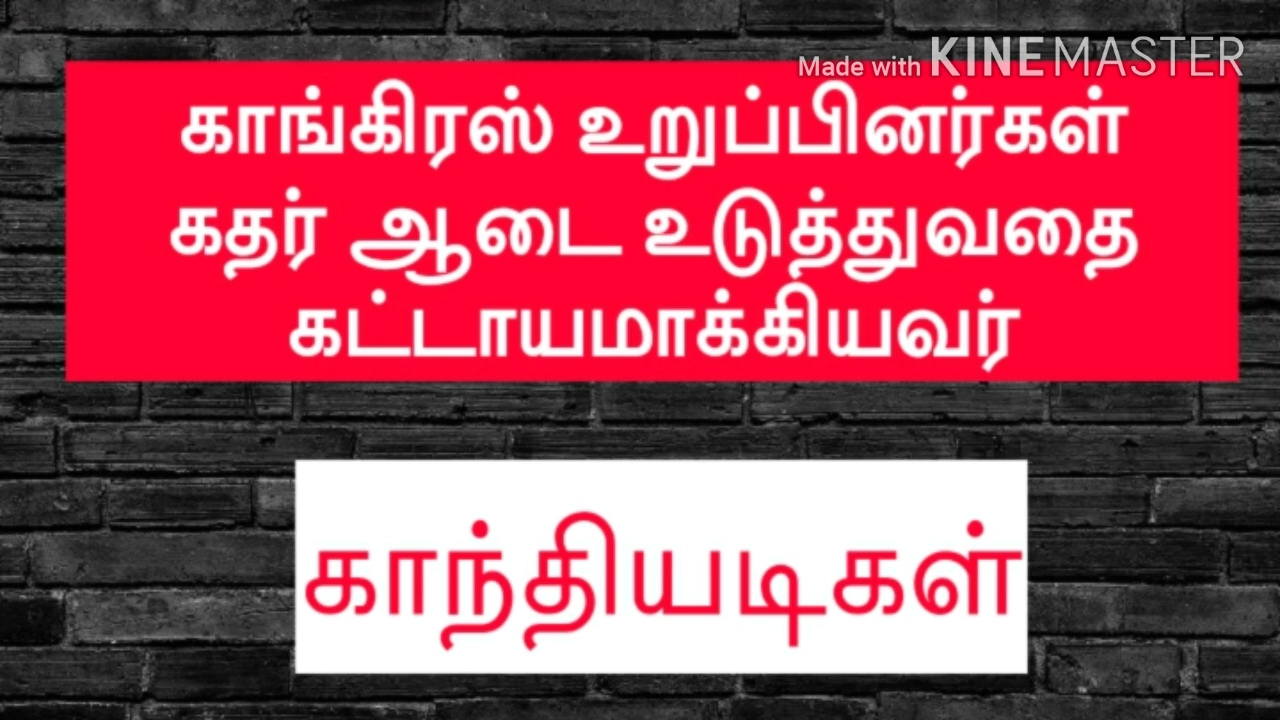 Made with KINEMASTER
காங்கிரஸ் உறுப்பினர்கள்
கதர் ஆடை உடுத்துவதை
கட்டாயமாக்கியவர்
காந்தியடிகள்